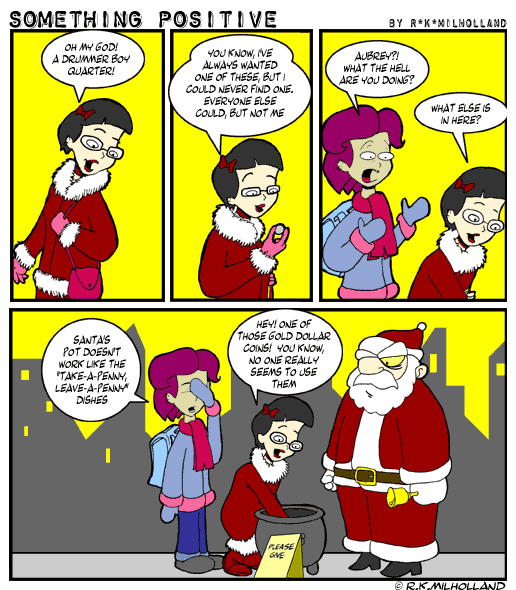 SOMETHING POSITIVE
BY R*K*MILHOLLAND
OH MY GOD!
A DRUMMER BOY
QUARTER!
YOU KNOW, I'VE
ALWAYS WANTED
ONE OF THESE, BUT I
COULD NEVER FIND ONE.
EVERYONE ELSE
COULD, BUT NOT ME
AUBREY?!
WHAT THE HELL
ARE YOU DOING?
WHAT ELSE IS
IN HERE?
SANTA'S
POT DOESN'T
WORK LIKE THE
"TAKE-A-PENNY,
LEAVE-A-PENNY"
DISHES
HEY! ONE OF
THOSE GOLD DOLLAR
COINS! YOU KNOW,
NO ONE REALLY
SEEMS TO USE
THEM
PLEASE
GIVE
© R.K.MILHOLLAND